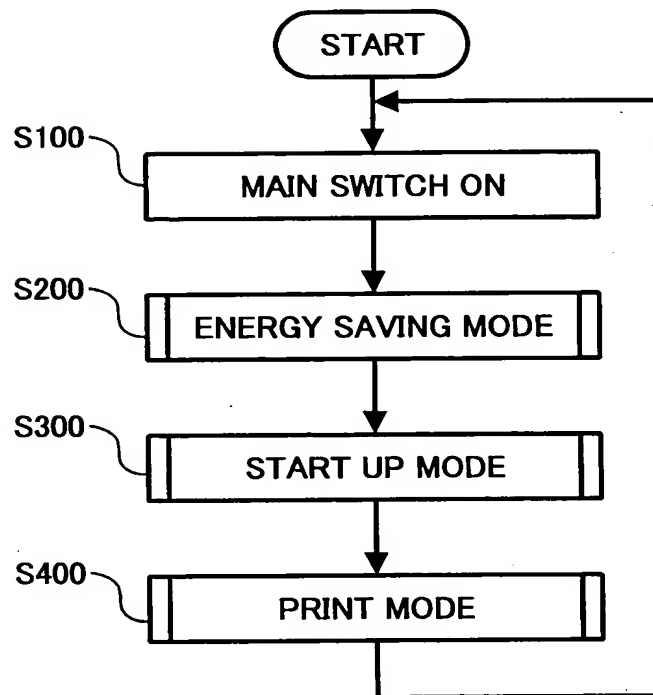 START
S100
MAIN SWITCH ON
S200
ENERGY SAVING MODE
S300
START UP MODE
S400
PRINT MODE